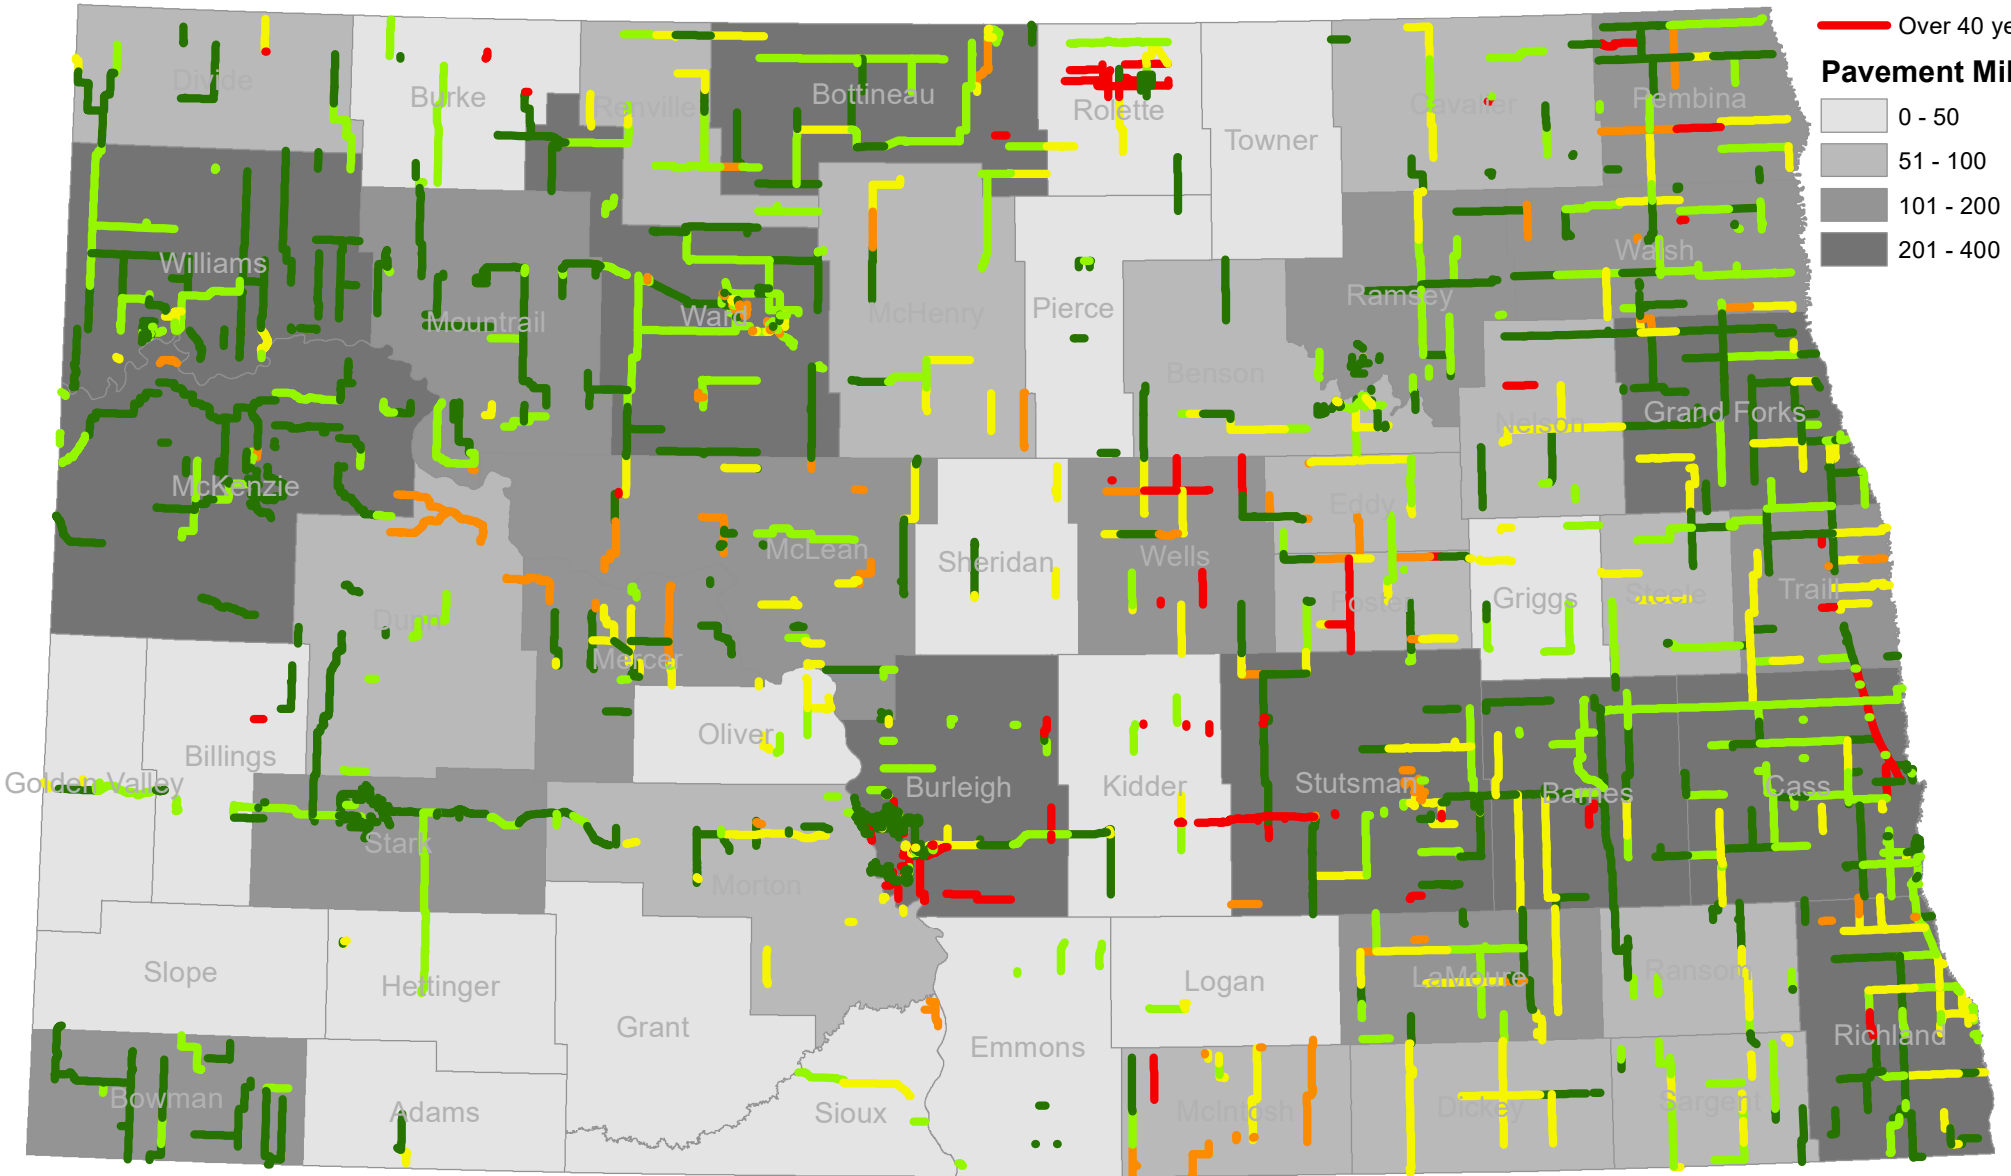 Over 40 ye
Pavement Mil
0 - 50
51 - 100
101 - 200
201 - 400
Divide
Burke
Renville
Bottineau
Rolette
Towner
Cavalier
Pembina
Williams
Mountrail
Ward
McHenry
Pierce
Benson
Ramsey
Walsh
Nelson
Grand Forks
McKenzie
Dunn
Mercer
McLean
Sheridan
Wells
Eddy
Foster
Griggs
Steele
Traill
Golden Valley
Billings
Stark
Oliver
Morton
Burleigh
Kidder
Stutsman
Barnes
Cass
Slope
Hettinger
Grant
Emmons
Logan
LaMoure
Ransom
Richland
Bowman
Adams
Sioux
McIntosh
Dickey
Sargent